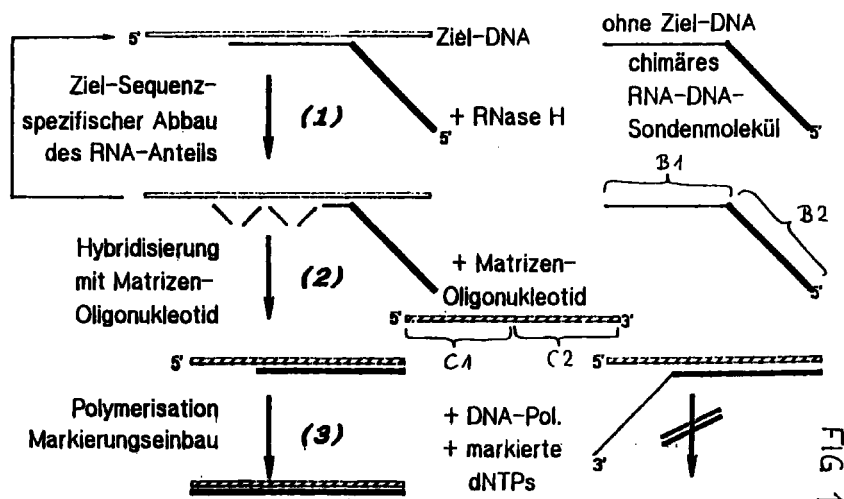 5'
Ziel-DNA
ohne Ziel-DNA
Ziel-Sequenz-
spezifischer Abbau
des RNA-Anteils
(1)
+ RNase H
5'
chimäres
RNA-DNA-
Sondenmolekül
5'
B1
B2
5'
Hybridisierung
mit Matrizen-
Oligonukleotid
(2)
+ Matrizen-
Oligonukleotid
5'
3'
C1
C2
5'
5'
Polymerisation
Markierungseinbau
(3)
+ DNA-Pol.
+ markierte
dNTPs
3'
FIG 1